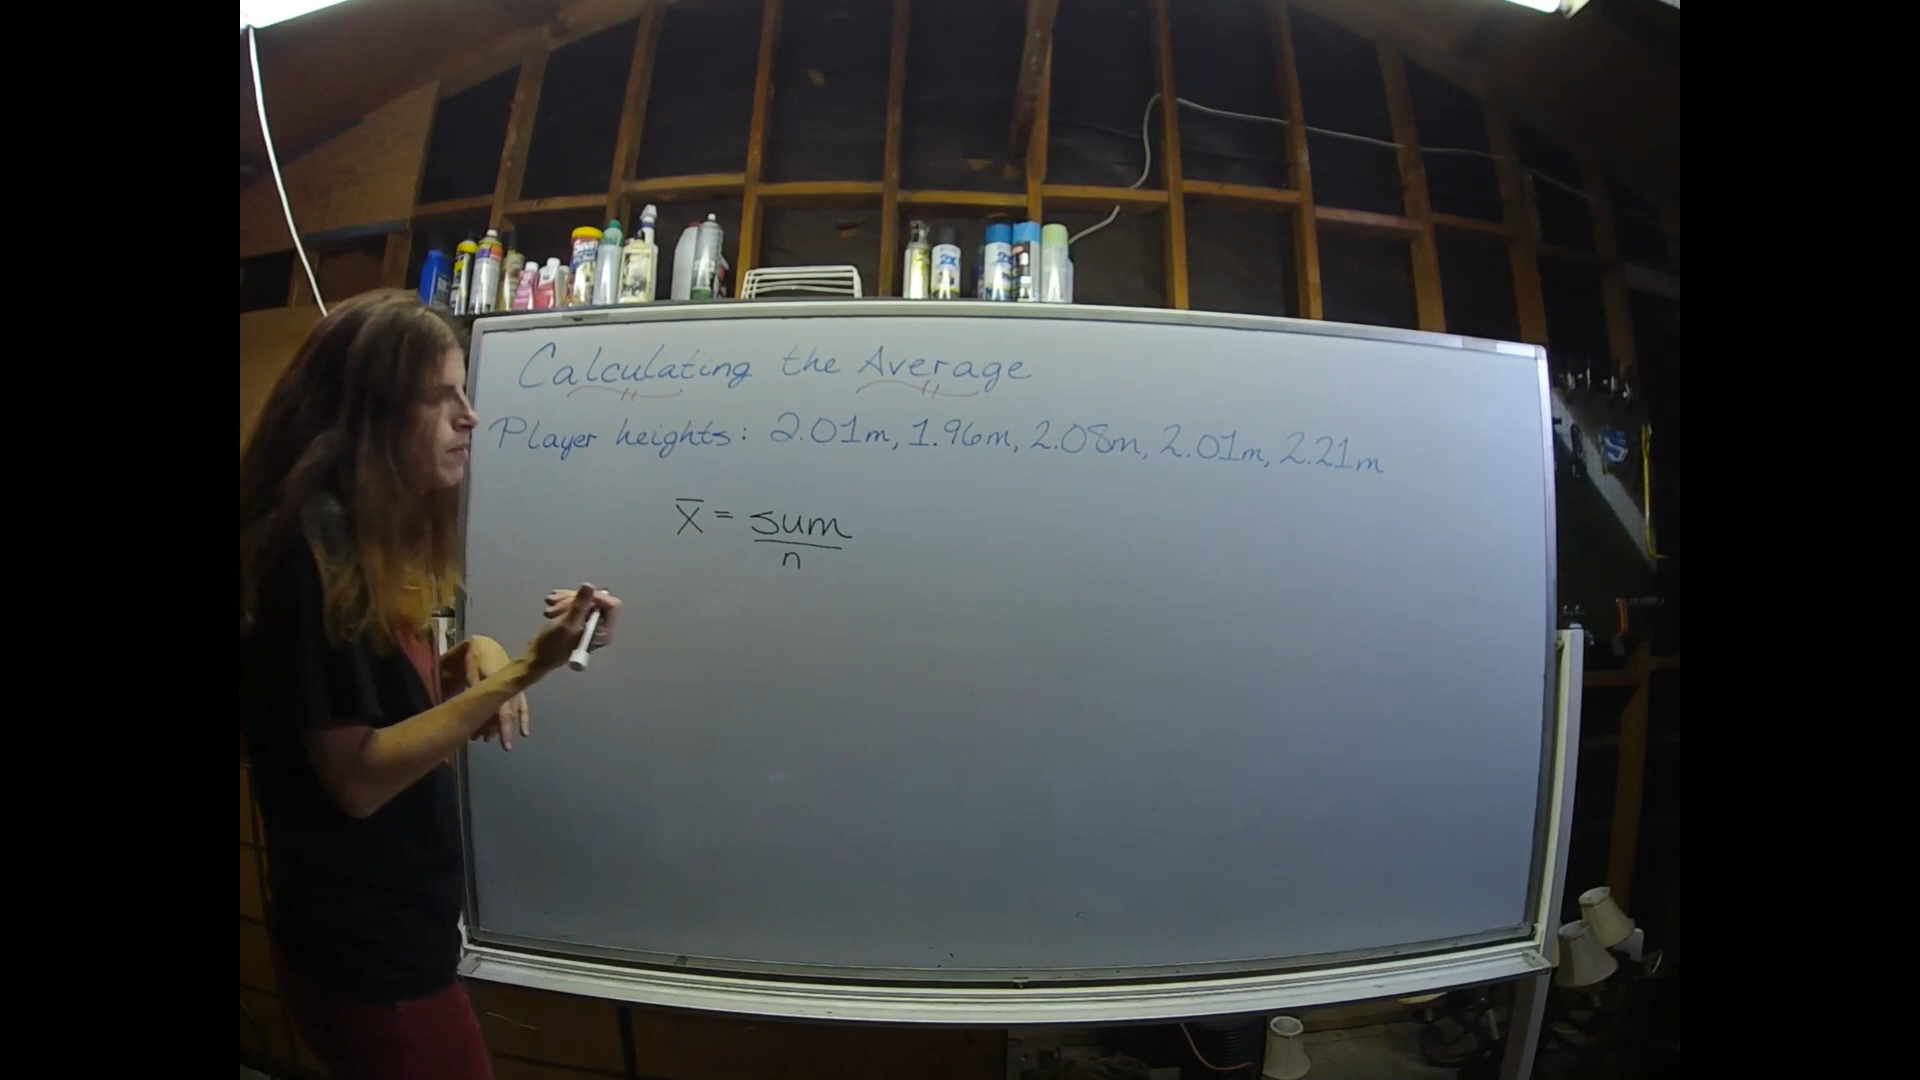 Calculating the Average
Player heights: 2.01m, 1.96m, 2.08m, 2.01m, 2.21m
x̄ = sum
n